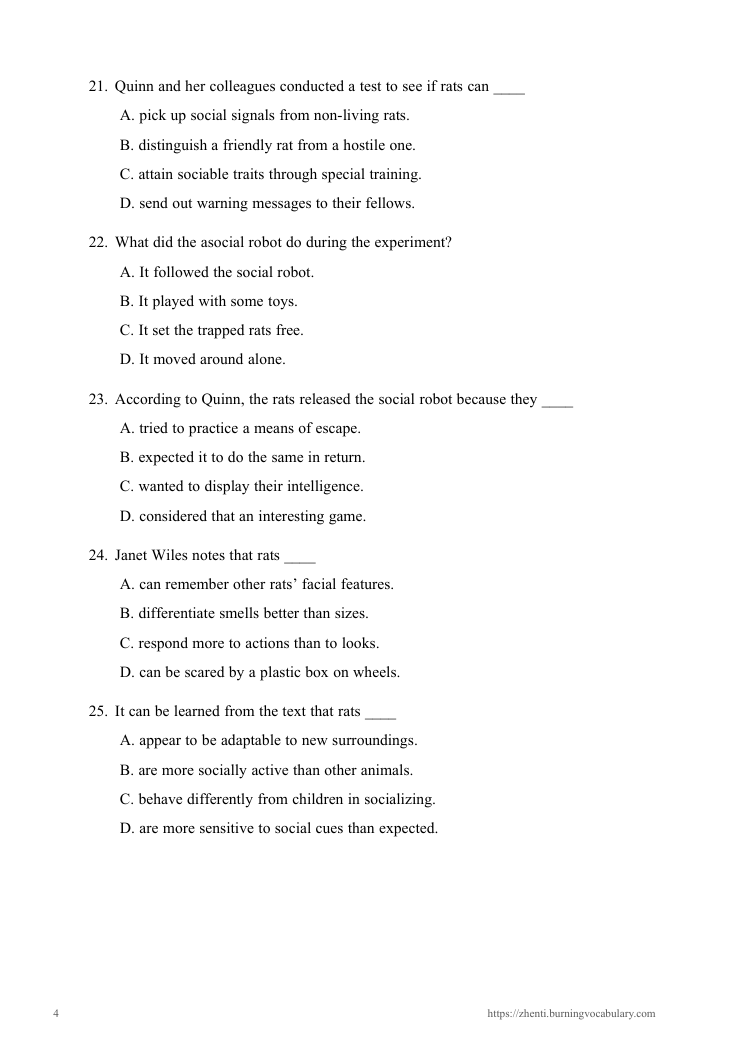 21. Quinn and her colleagues conducted a test to see if rats can ____
A. pick up social signals from non-living rats.
B. distinguish a friendly rat from a hostile one.
C. attain sociable traits through special training.
D. send out warning messages to their fellows.
22. What did the asocial robot do during the experiment?
A. It followed the social robot.
B. It played with some toys.
C. It set the trapped rats free.
D. It moved around alone.
23. According to Quinn, the rats released the social robot because they ____
A. tried to practice a means of escape.
B. expected it to do the same in return.
C. wanted to display their intelligence.
D. considered that an interesting game.
24. Janet Wiles notes that rats ____
A. can remember other rats’ facial features.
B. differentiate smells better than sizes.
C. respond more to actions than to looks.
D. can be scared by a plastic box on wheels.
25. It can be learned from the text that rats ____
A. appear to be adaptable to new surroundings.
B. are more socially active than other animals.
C. behave differently from children in socializing.
D. are more sensitive to social cues than expected.
4 https://zhenti.burningvocabulary.com